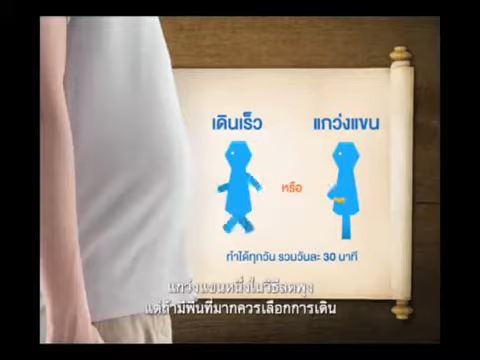 เดินเร็ว
แกว่งแขน
หรือ
ทำได้ทุกวัน รวมวันละ 30 นาที
แกว่งแขนหนึ่งในวิธีลดพุง
แต่ถ้ามีพื้นที่มากควรเลือกการเดิน